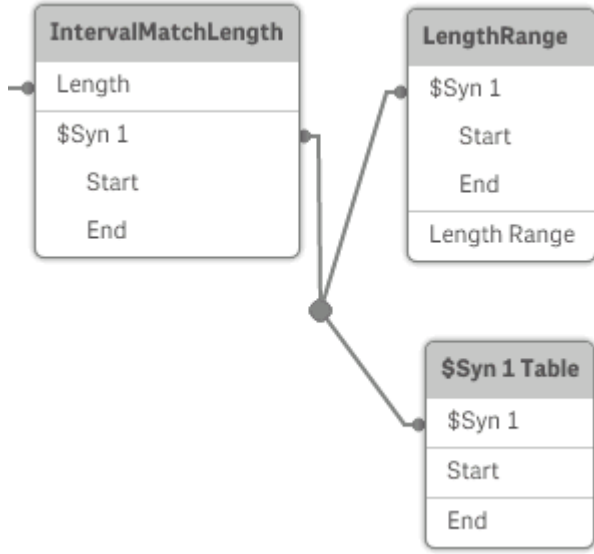 IntervalMatchLength
Length
$Syn 1
Start
End
LengthRange
$Syn 1
Start
End
Length Range
$Syn 1 Table
$Syn 1
Start
End